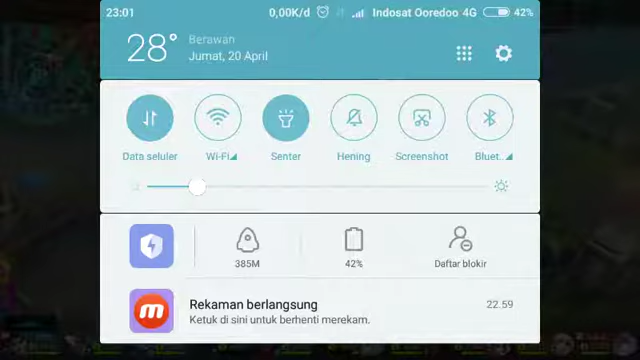 23:01 0,00K/d Indosat Ooredoo 4G 42%
28° Berawan
Jumat, 20 April
Data seluler Wi-Fi Senter Hening Screenshot Bluet..
385M 42% Daftar blokir
Rekaman berlangsung 22.59
Ketuk di sini untuk berhenti merekam.